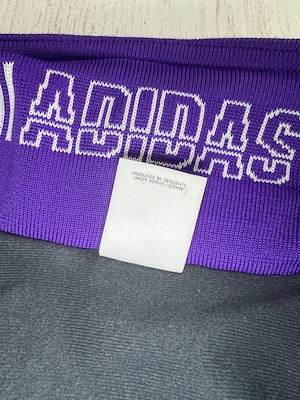 ADIDAS
PRODUCED BY DESCENTE
UNDER ADIDAS LICENSE